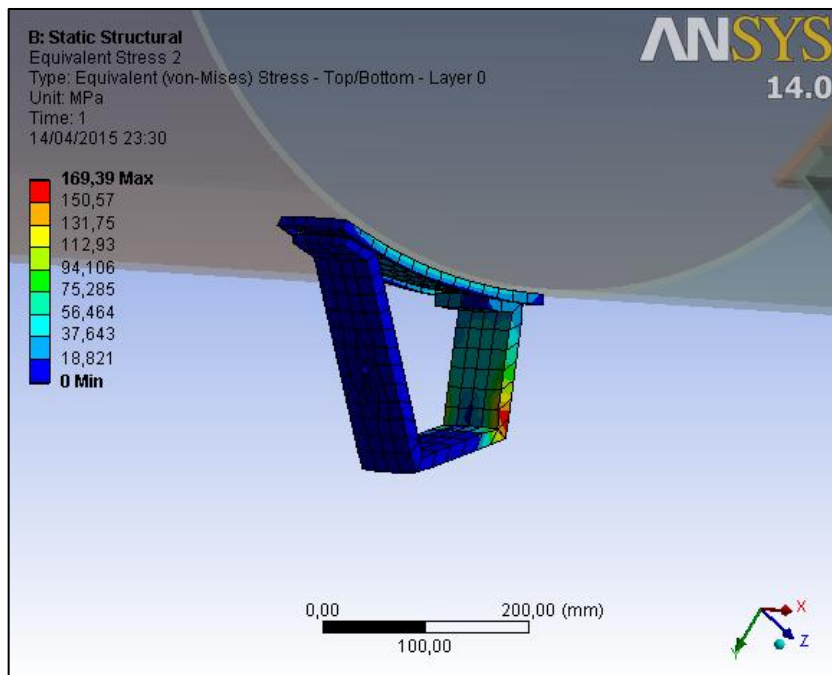 B: Static Structural
Equivalent Stress 2
Type: Equivalent (von-Mises) Stress - Top/Bottom - Layer 0
Unit: MPa
Time: 1
14/04/2015 23:30
ANSYS
14.0
169,39 Max
150,57
131,75
112,93
94,106
75,285
56,464
37,643
18,821
0 Min
0,00
200,00 (mm)
100,00
X
Y
Z